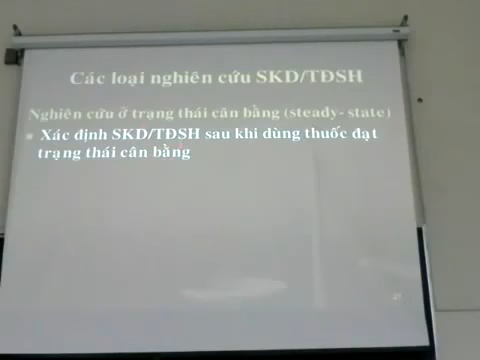 Các loại nghiên cứu SKD/TĐSH
Nghiên cứu ở trạng thái cân bằng (steady- state)
Xác định SKD/TĐSH sau khi dùng thuốc đạt
trạng thái cân bằng